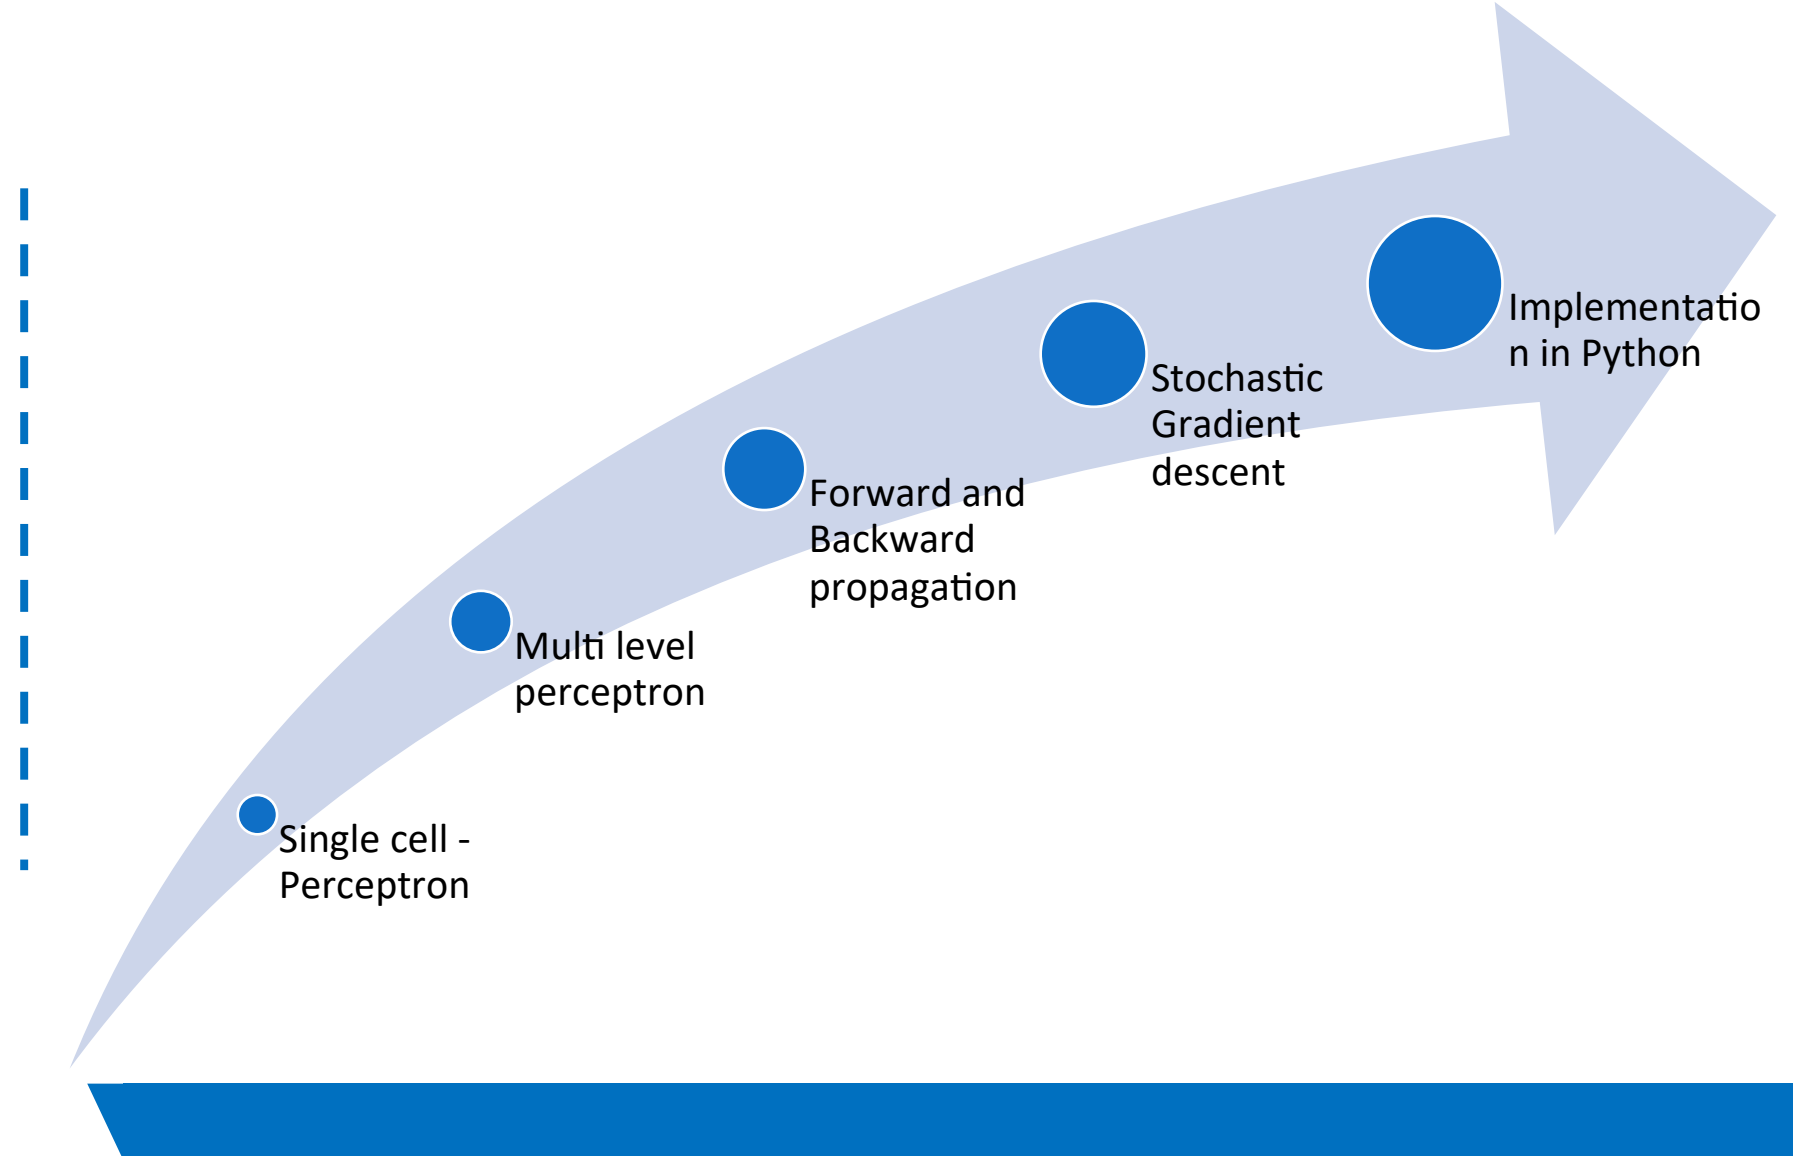 Single cell -
Perceptron
Multi level
perceptron
Forward and
Backward
propagation
Stochastic
Gradient
descent
Implementatio
n in Python